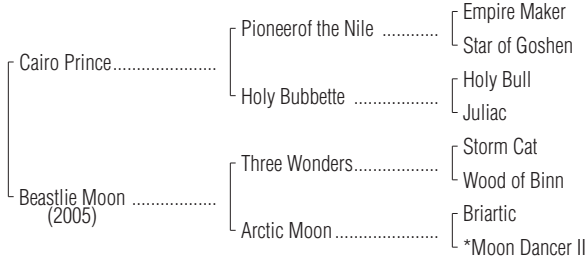 Empire Maker
Pioneerof the Nile ............
Star of Goshen
Cairo Prince......................
Holy Bull
Holy Bubbette ..................
Juliac
Storm Cat
Three Wonders..................
Wood of Binn
Beastlie Moon ..................
(2005)
Briartic
Arctic Moon......................
*Moon Dancer II